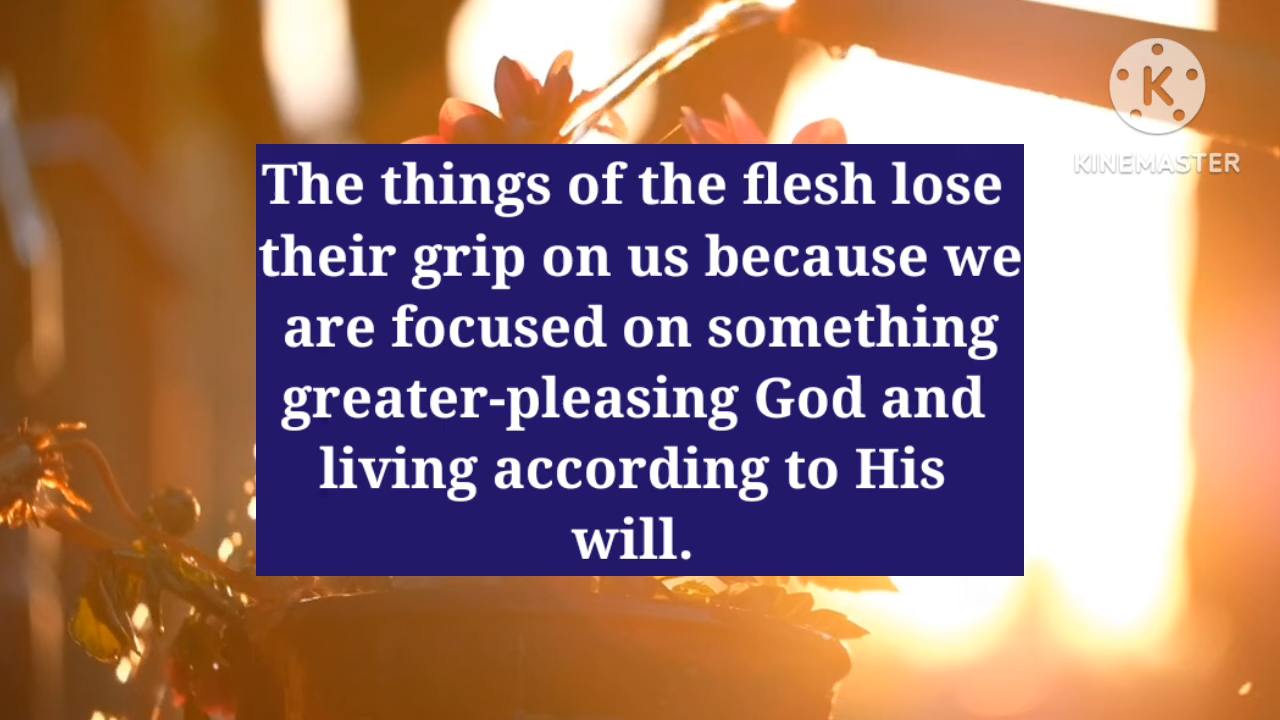 The things of the flesh lose
their grip on us because we
are focused on something
greater-pleasing God and
living according to His
will.
K
KINEMASTER